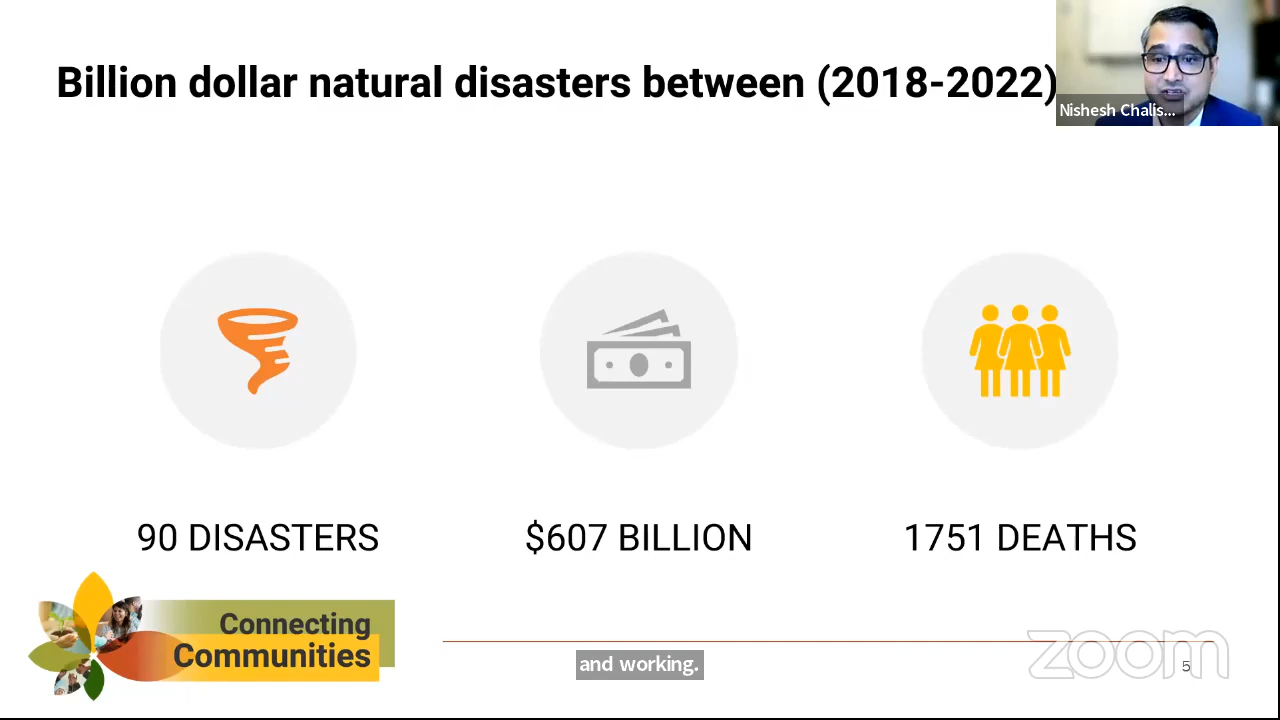 Billion dollar natural disasters between (2018-2022)
Nishesh Chalis...
90 DISASTERS
$607 BILLION
1751 DEATHS
Connecting
Communities
and working.
zoom
5